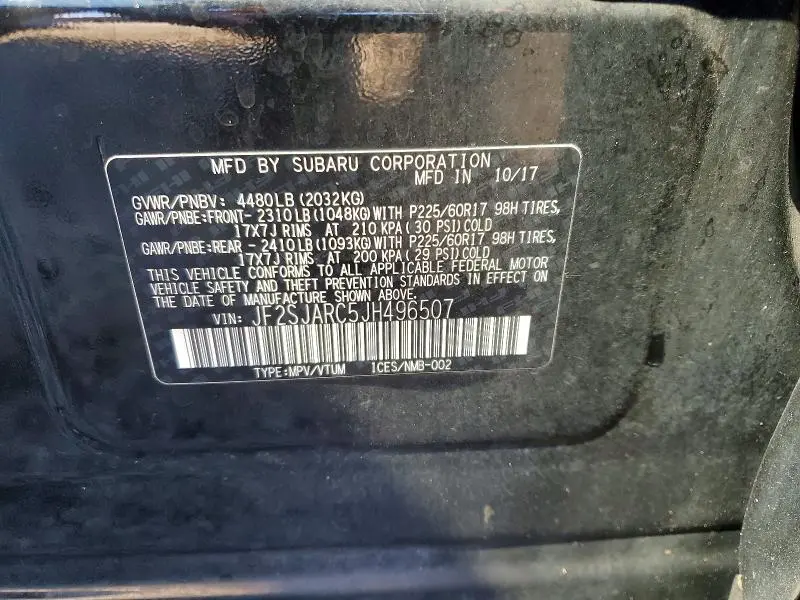 MFD BY SUBARU CORPORATION
MFD IN 10/17
GVWR/PNBV: 4480LB(2032KG)
GAWR/PNBE:FRONT-2310LB(1048KG)WITH P225/60R17 98H TIRES,
17X7J RIMS AT 210 KPA(30 PSI)COLD
GAWR/PNBE:REAR -2410LB(1093KG)WITH P225/60R17 98H TIRES,
17X7J RIMS AT 200 KPA(29 PSI)COLD
THIS VEHICLE CONFORMS TO ALL APPLICABLE FEDERAL MOTOR
VEHICLE SAFETY AND THEFT PREVENTION STANDARDS IN EFFECT ON
THE DATE OF MANUFACTURE SHOWN ABOVE.
VIN: JF2SJARC5JH496507
TYPE:MPV/VTUM ICES/NMB-002